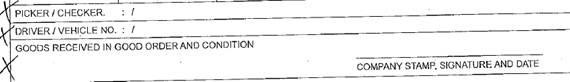 PICKER / CHECKER. : /
DRIVER / VEHICLE NO. : /
GOODS RECEIVED IN GOOD ORDER AND CONDITION
COMPANY STAMP, SIGNATURE AND DATE